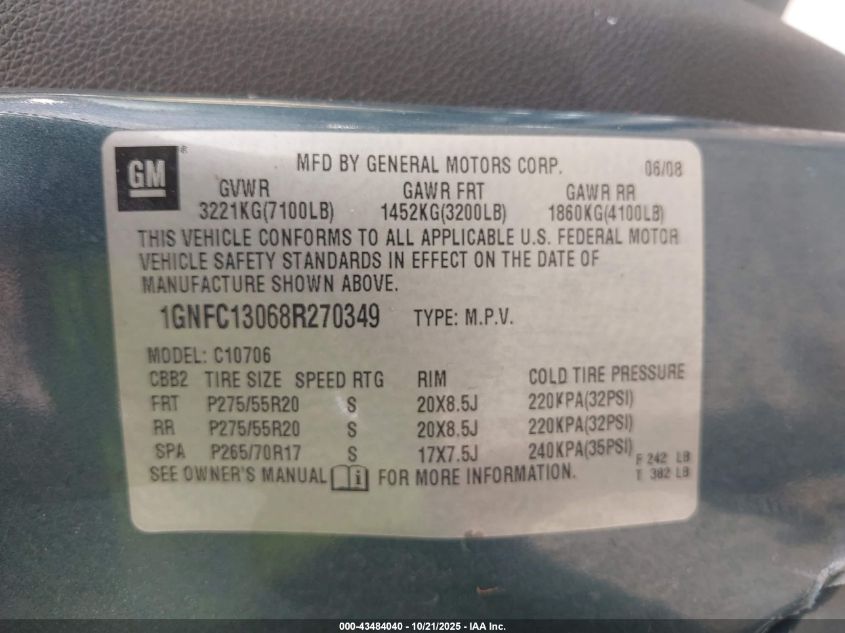 GM®
MFD BY GENERAL MOTORS CORP. 06/08
GVWR GAWR FRT GAWR RR
3221KG(7100LB) 1452KG(3200LB) 1860KG(4100LB)
THIS VEHICLE CONFORMS TO ALL APPLICABLE U.S. FEDERAL MOTOR
VEHICLE SAFETY STANDARDS IN EFFECT ON THE DATE OF
MANUFACTURE SHOWN ABOVE.
1GNFC13068R270349 TYPE: M.P.V.
MODEL: C10706
CBB2 TIRE SIZE SPEED RTG RIM COLD TIRE PRESSURE
FRT P275/55R20 S 20X8.5J 220KPA(32PSI)
RR P275/55R20 S 20X8.5J 220KPA(32PSI)
SPA P265/70R17 S 17X7.5J 240KPA(35PSI)
F 242 LB
SEE OWNER'S MANUAL i FOR MORE INFORMATION.
T 382 LB
000-43484040 - 10/21/2025 - IAA Inc.